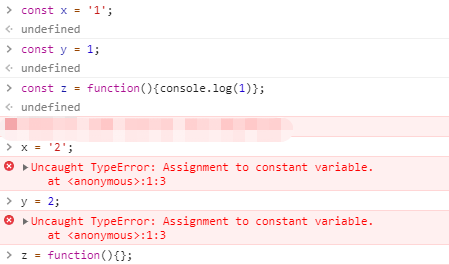 > const x = '1';
undefined
> const y = 1;
undefined
> const z = function(){console.log(1)};
undefined
> x = '2';
Uncaught TypeError: Assignment to constant variable.
at <anonymous>:1:3
> y = 2;
Uncaught TypeError: Assignment to constant variable.
at <anonymous>:1:3
> z = function(){};